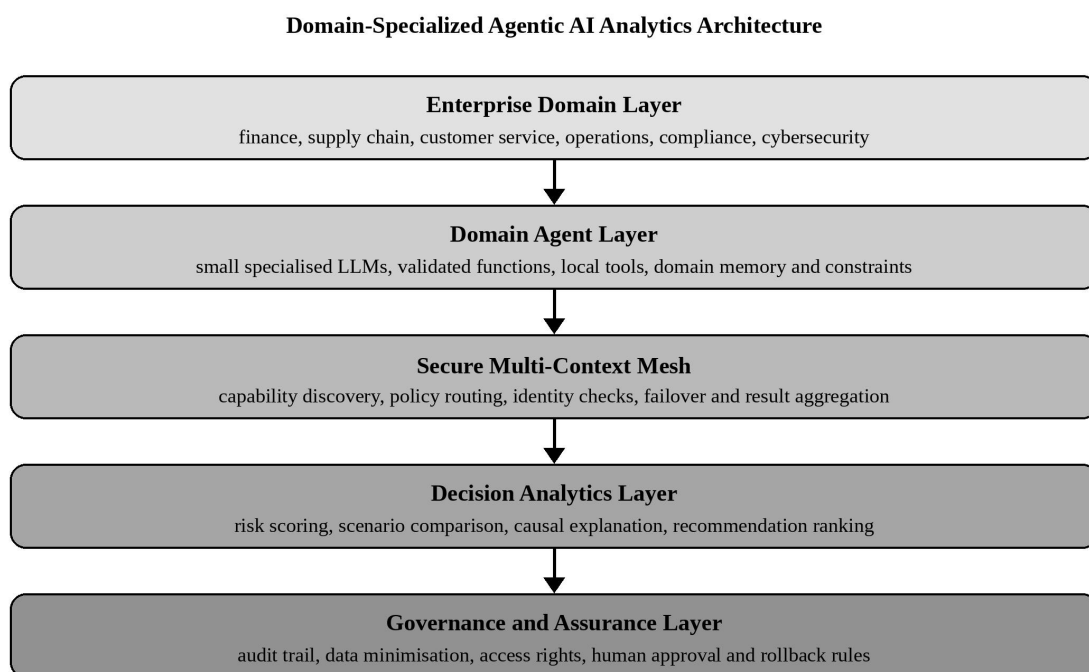 Domain-Specialized Agentic AI Analytics Architecture
Enterprise Domain Layer
finance, supply chain, customer service, operations, compliance, cybersecurity
Domain Agent Layer
small specialised LLMs, validated functions, local tools, domain memory and constraints
Secure Multi-Context Mesh
capability discovery, policy routing, identity checks, failover and result aggregation
Decision Analytics Layer
risk scoring, scenario comparison, causal explanation, recommendation ranking
Governance and Assurance Layer
audit trail, data minimisation, access rights, human approval and rollback rules